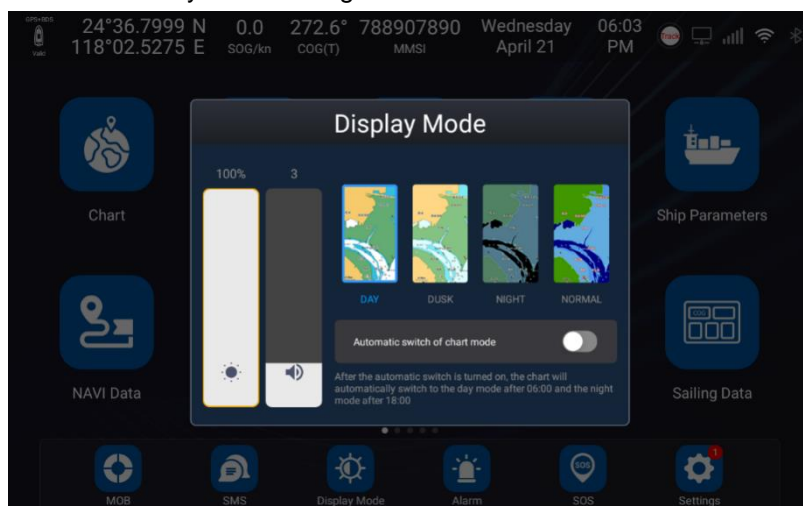 GPS+BDS
Valid
24°36.7999 N
118°02.5275 E
0.0
SOG/kn
272.6°
COG(T)
788907890
MMSI
Wednesday
April 21
06:03
PM
Track
Display Mode
100%
3
DAY
DUSK
NIGHT
NORMAL
Automatic switch of chart mode
After the automatic switch is turned on, the chart will
automatically switch to the day mode after 06:00 and the night
mode after 18:00
Chart
Ship Parameters
NAVI Data
COG
Sailing Data
MOB
SMS
Display Mode
Alarm
SOS
SOS
1
Settings